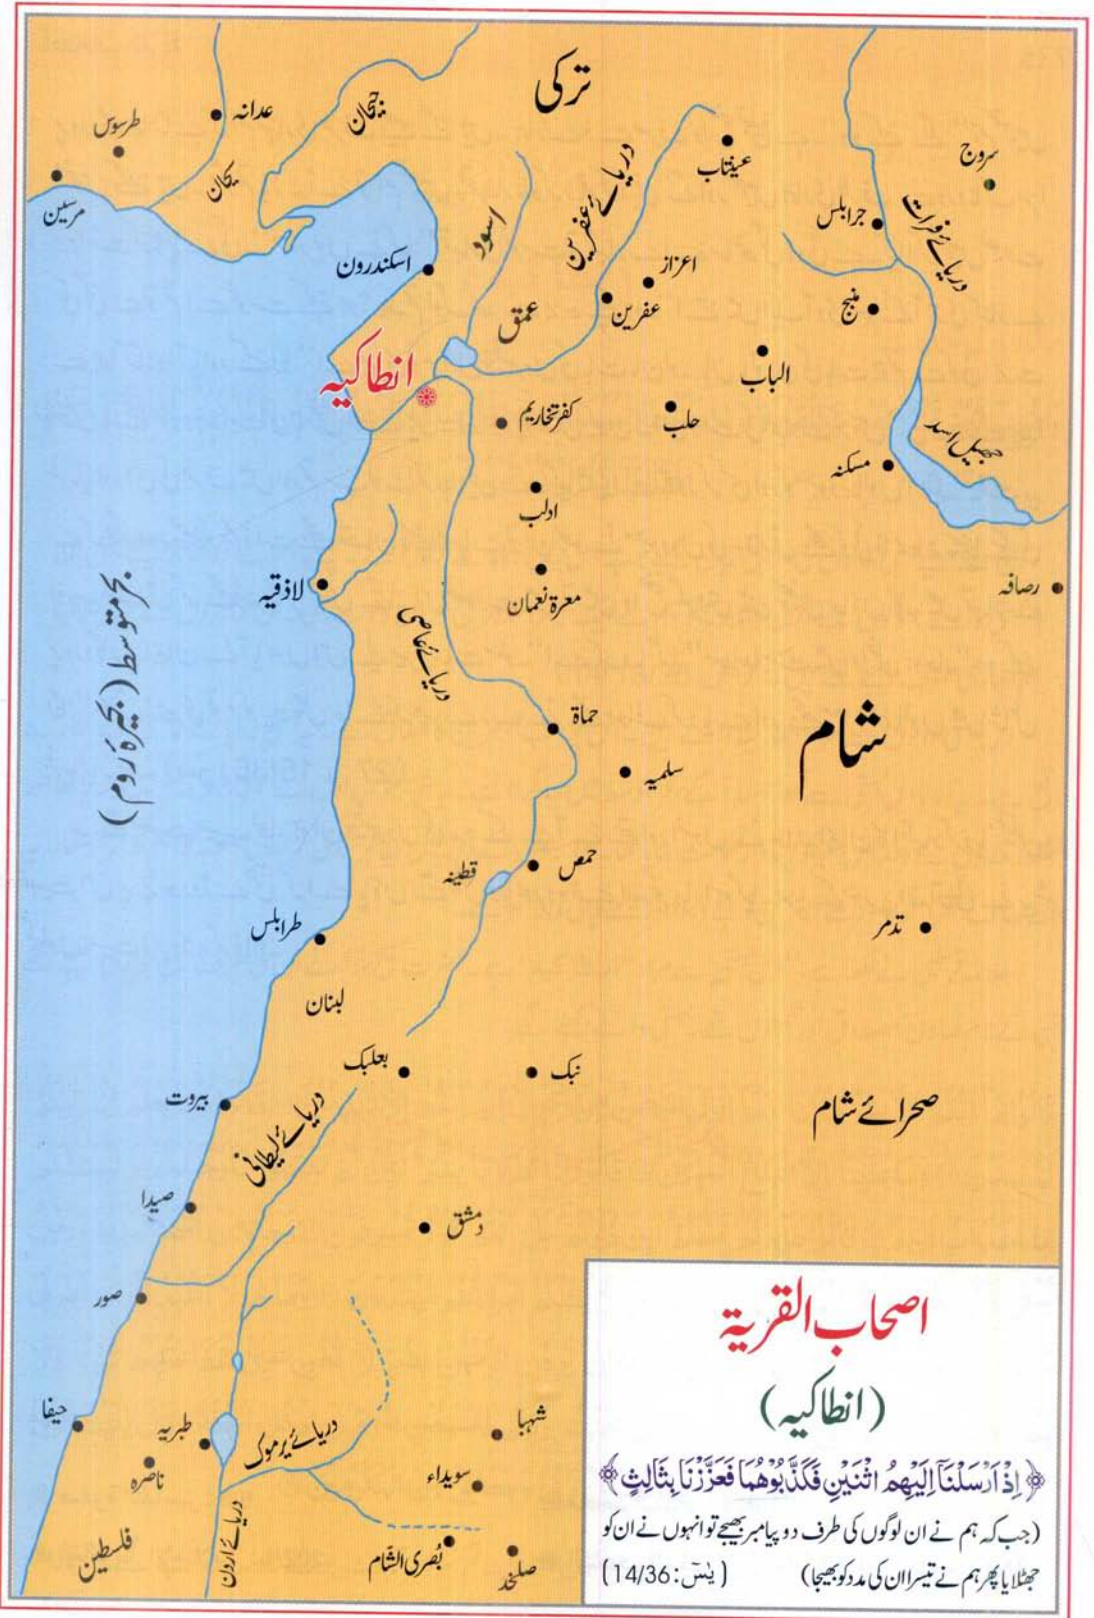 ترکی
عدانہ
جیحان
طرسوس
عینتاب
سروج
دریائے عفرین
مرسین
جرابلس
دریائے فرات
اسود
اسکندرون
اعزاز
عفرین
منبج
عمق
انطاکیہ
الباب
کفرتخاریم
حلب
جھیل اسد
مسکنہ
ادلب
رصافہ
لاذقیہ
معرۃ نعمان
دریائے عاصی
بحر متوسط (بحیرۂ روم)
حماۃ
شام
سلمیہ
حمص
قطینہ
طرابلس
تدمر
لبنان
بعلبک
نبک
بیروت
صحرائے شام
دریائے لیطانی
صیدا
دمشق
صور
حیفا
طبریہ
دریائے یرموک
شہبا
ناصرہ
سویداء
فلسطین
دریائے اردن
بُصری الشام
صلخد
اصحاب القریۃ
(انطاکیہ)
﴿اِذْ اَرْسَلْنَاۤ اِلَیْهِمُ اثْنَیْنِ فَكَذَّبُوْهُمَا فَعَزَّزْنَا بِثَالِثٍ﴾
(جب کہ ہم نے ان لوگوں کی طرف دو پیامبر بھیجے تو انہوں نے ان کو
جھٹلایا پھر ہم نے تیسرا ان کی مدد کو بھیجا) (یٰسٓ: 14/36)